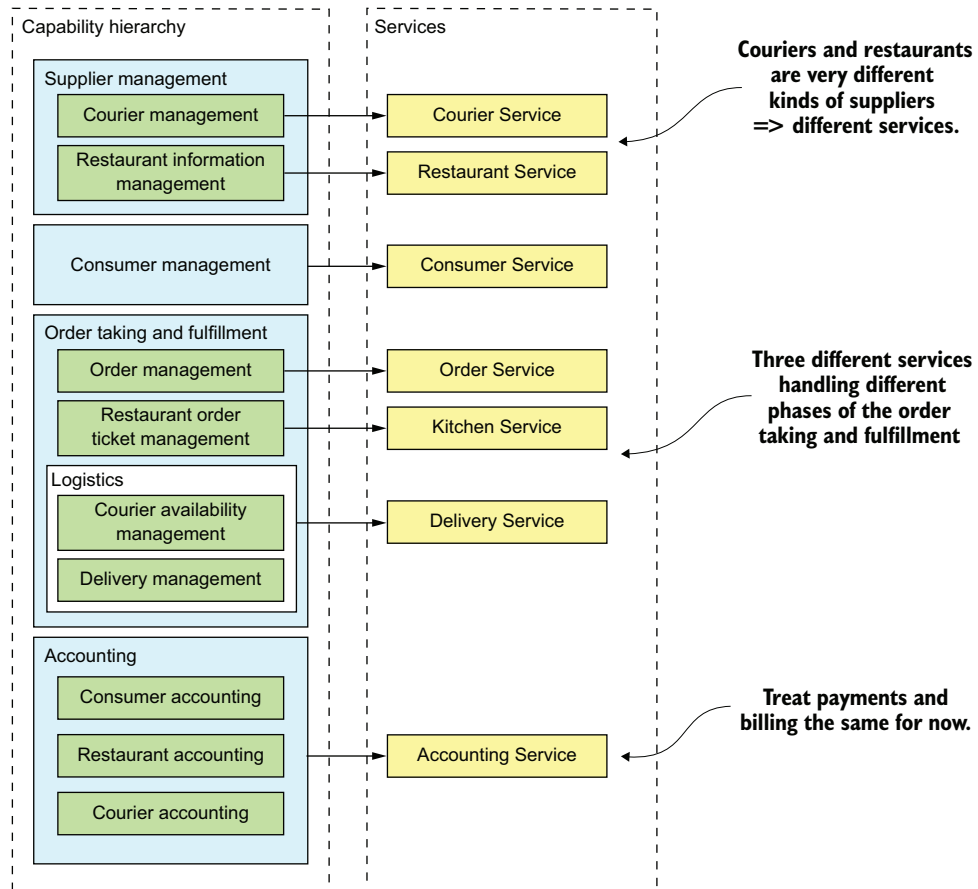 Capability hierarchy
Services
Supplier management
Courier management
Courier Service
Restaurant information
management
Restaurant Service
Couriers and restaurants
are very different
kinds of suppliers
=> different services.
Consumer management
Consumer Service
Order taking and fulfillment
Order management
Order Service
Restaurant order
ticket management
Kitchen Service
Logistics
Courier availability
management
Delivery Service
Delivery management
Three different services
handling different
phases of the order
taking and fulfillment
Accounting
Consumer accounting
Restaurant accounting
Accounting Service
Courier accounting
Treat payments and
billing the same for now.